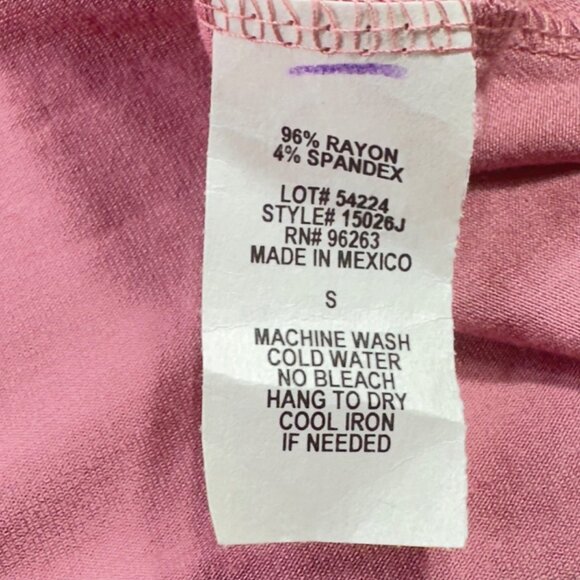 96% RAYON
4% SPANDEX
LOT# 54224
STYLE# 15026J
RN# 96263
MADE IN MEXICO
S
MACHINE WASH
COLD WATER
NO BLEACH
HANG TO DRY
COOL IRON
IF NEEDED